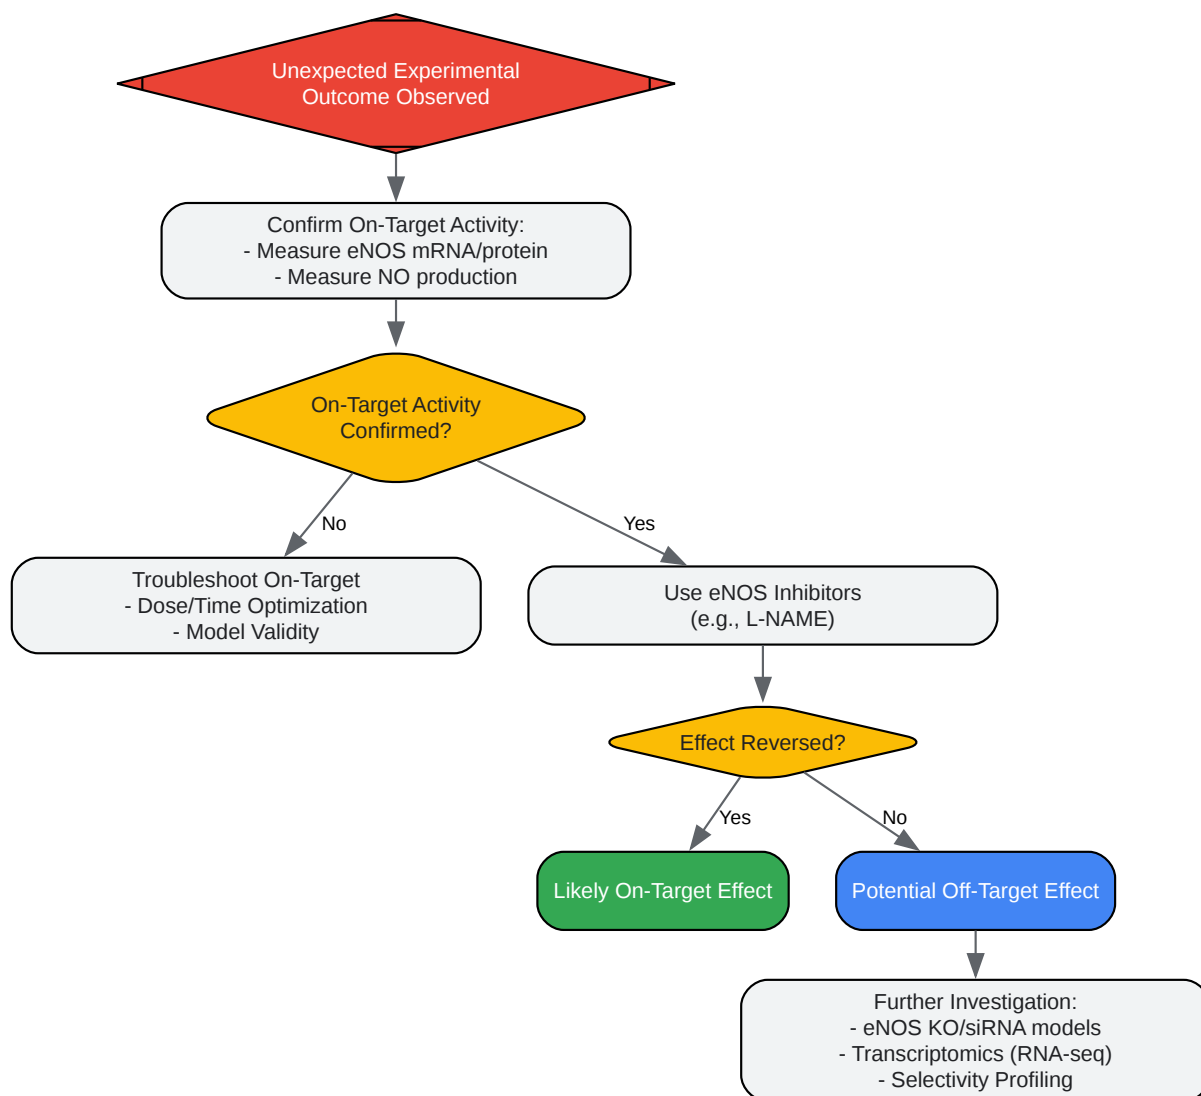 Unexpected Experimental
Outcome Observed
Confirm On-Target Activity:
- Measure eNOS mRNA/protein
- Measure NO production
On-Target Activity
Confirmed?
No
Yes
Troubleshoot On-Target
- Dose/Time Optimization
- Model Validity
Use eNOS Inhibitors
(e.g., L-NAME)
Effect Reversed?
Yes
No
Likely On-Target Effect
Potential Off-Target Effect
Further Investigation:
- eNOS KO/siRNA models
- Transcriptomics (RNA-seq)
- Selectivity Profiling